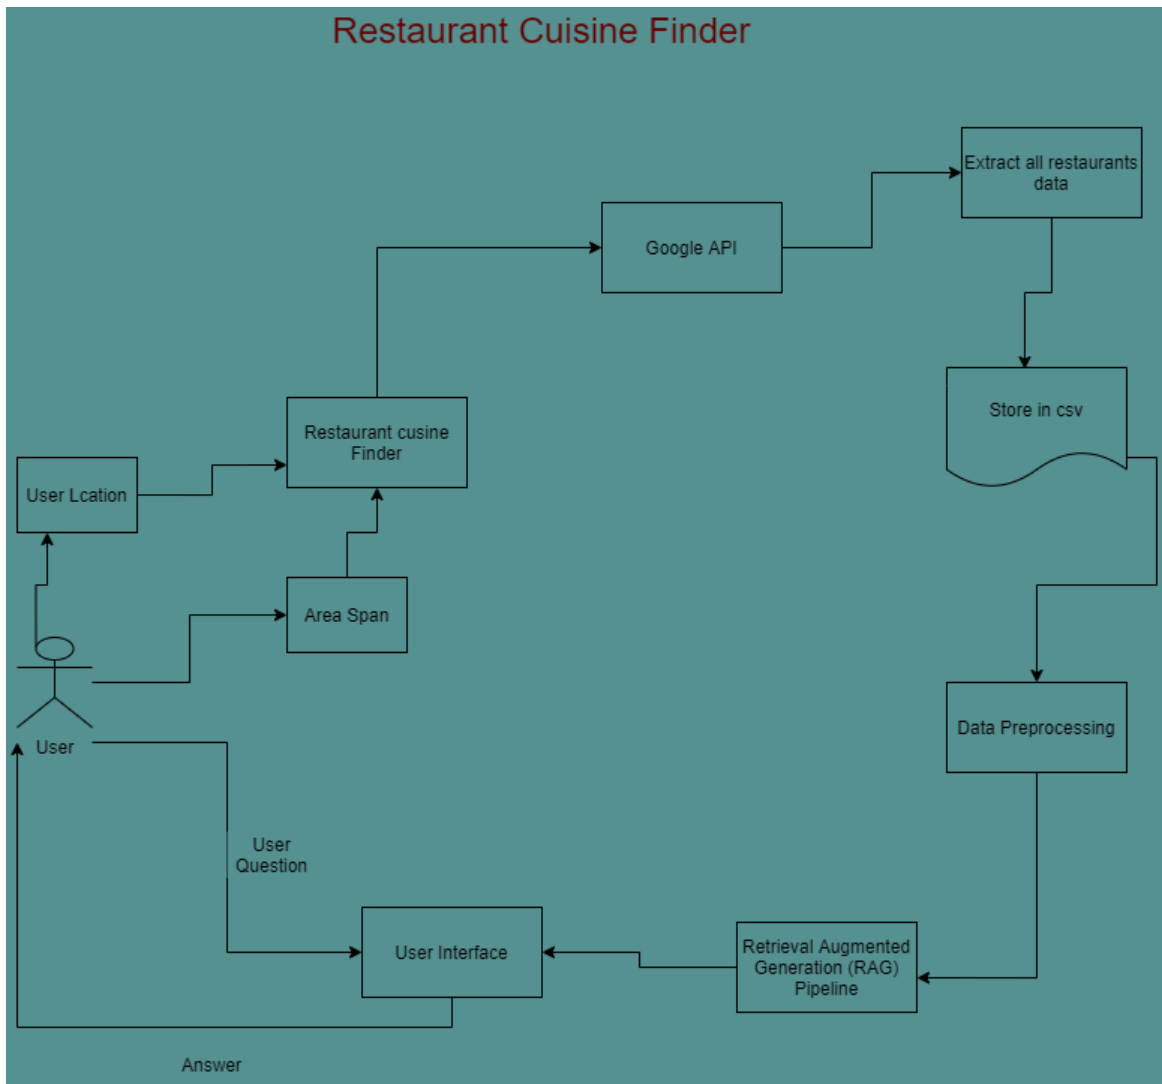 Restaurant Cuisine Finder
Extract all restaurants
data
Google API
Store in csv
Restaurant cusine
Finder
User Lcation
Area Span
Data Preprocessing
User
User
Question
User Interface
Retrieval Augmented
Generation (RAG)
Pipeline
Answer